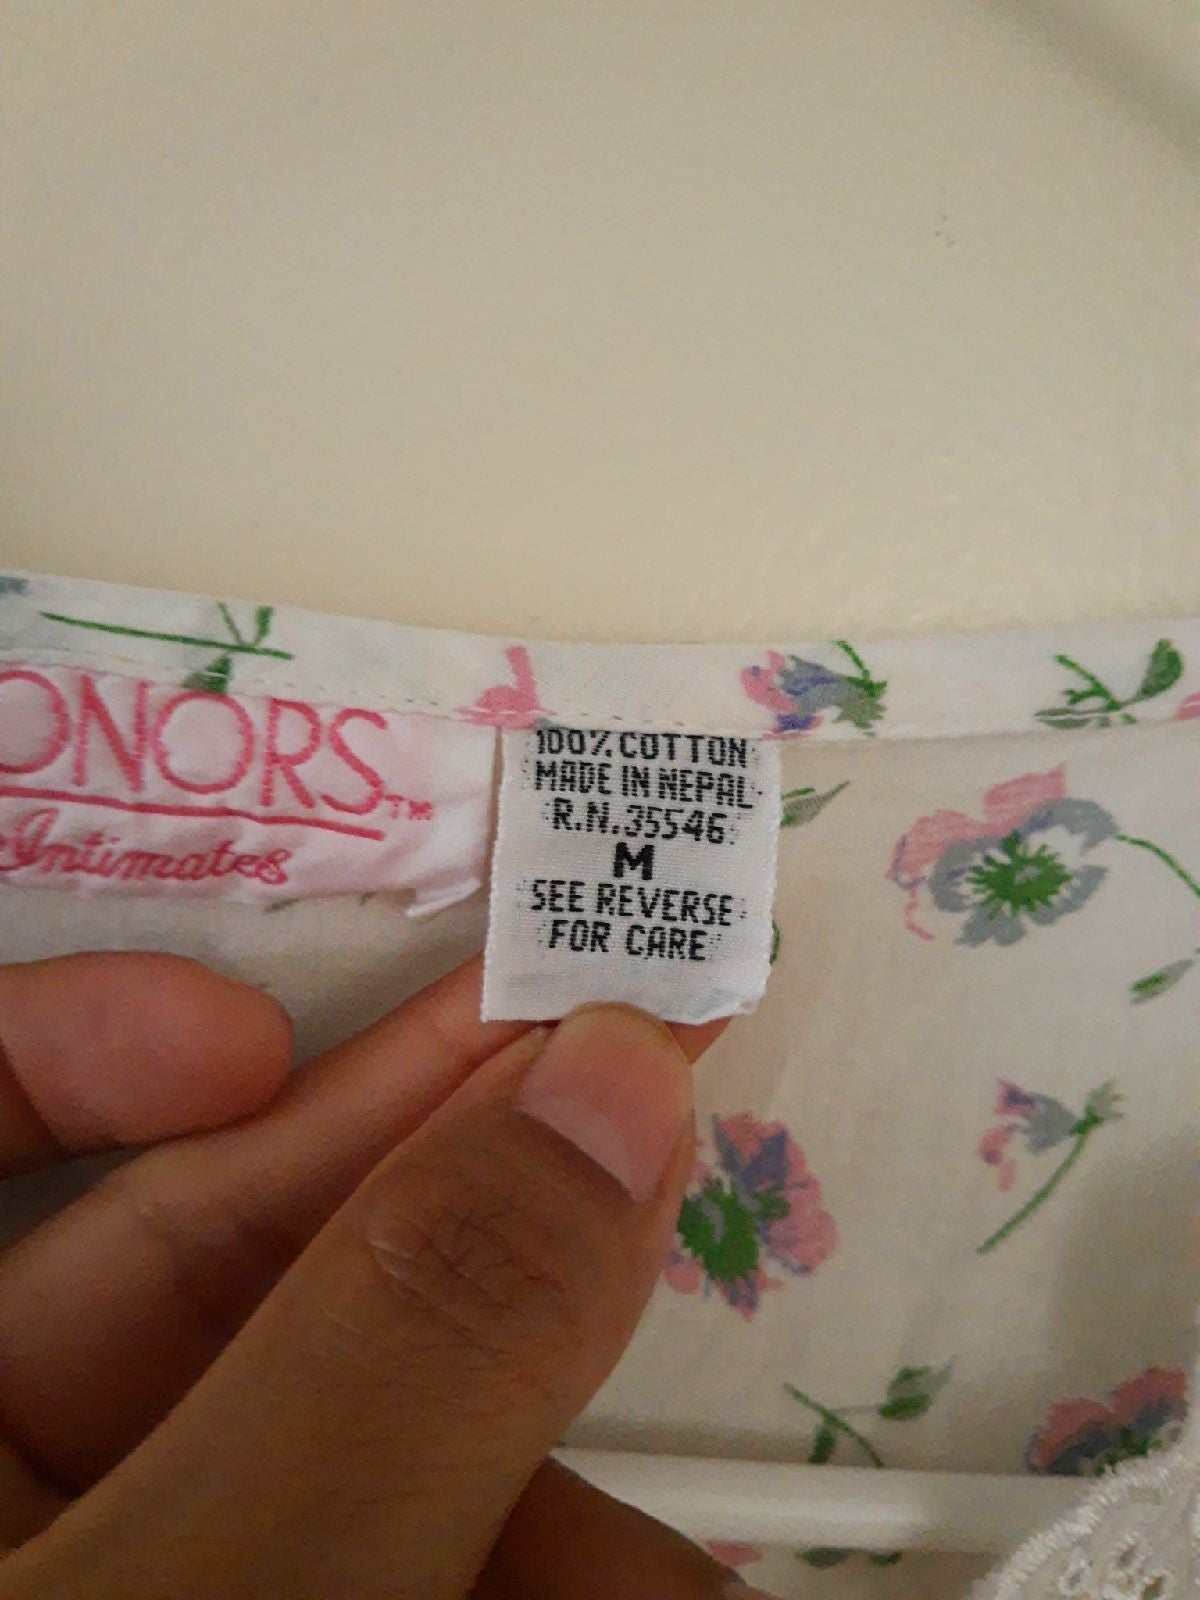 ONORS™
Intimates
100% COTTON
MADE IN NEPAL
R.N.35546
M
SEE REVERSE
FOR CARE